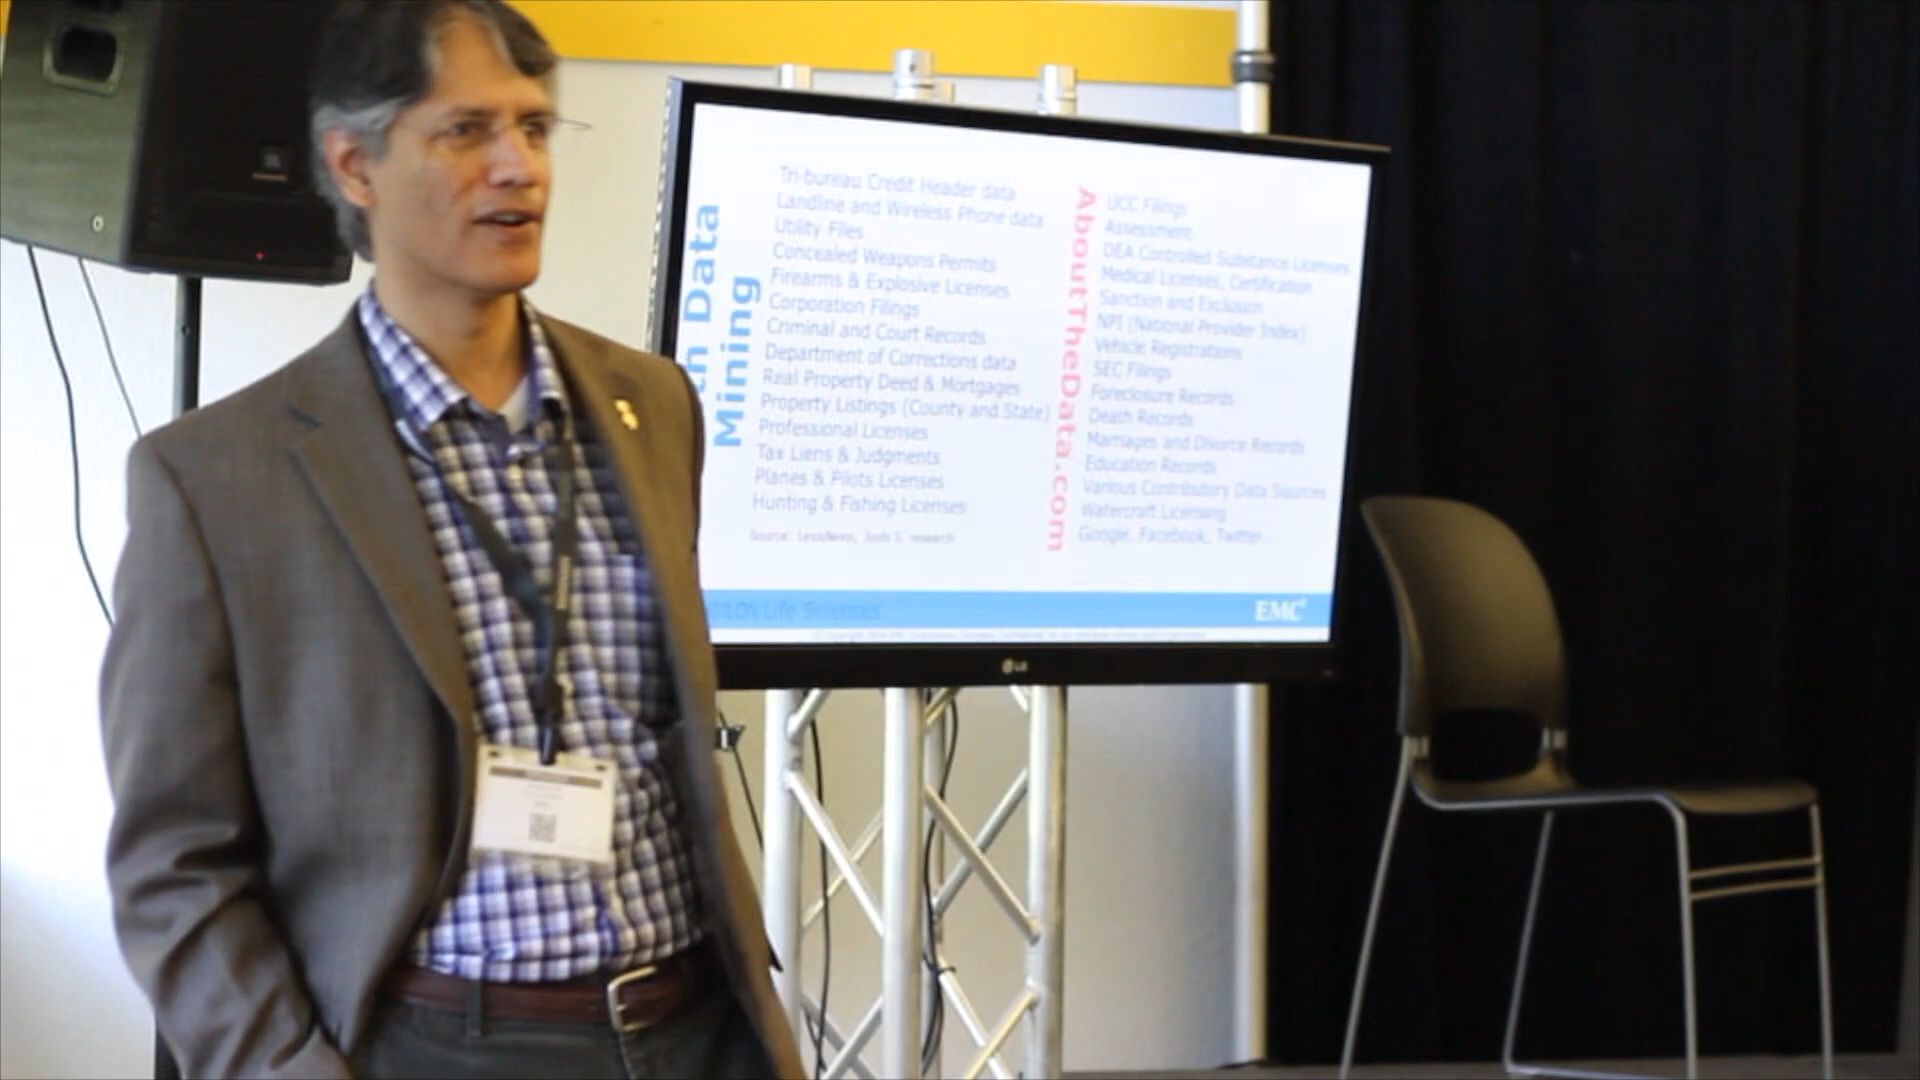 Data
Mining
Tri-bureau Credit Header data
Landline and Wireless Phone data
Utility Files
Concealed Weapons Permits
Firearms & Explosive Licenses
Corporation Filings
Criminal and Court Records
Department of Corrections data
Real Property Deed & Mortgages
Property Listings (County and State)
Professional Licenses
Tax Liens & Judgments
Planes & Pilots Licenses
Hunting & Fishing Licenses
Source: research
AboutTheData.com
UCC Filings
Assessment
DEA Controlled Substance Licenses
Medical Licenses, Certification
Sanction and Exclusion
NPI (National Provider Index)
Vehicle Registrations
SEC Filings
Foreclosure Records
Death Records
Marriages and Divorce Records
Education Records
Various Contributory Data Sources
Watercraft Licensing
Google, Facebook, Twitter..
Life Sciences
EMC²
LG
JBL